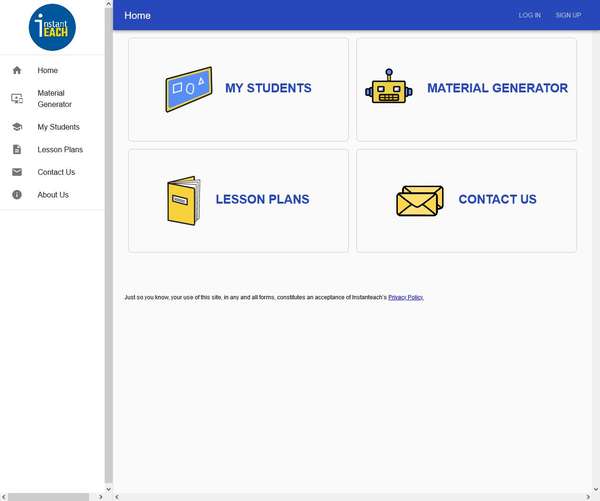 instant
TEACH
Home
Material
Generator
My Students
Lesson Plans
Contact Us
About Us
Home
LOG IN
SIGN UP
MY STUDENTS
MATERIAL GENERATOR
LESSON PLANS
CONTACT US
Just so you know, your use of this site, in any and all forms, constitutes an acceptance of Instanteach's Privacy Policy.